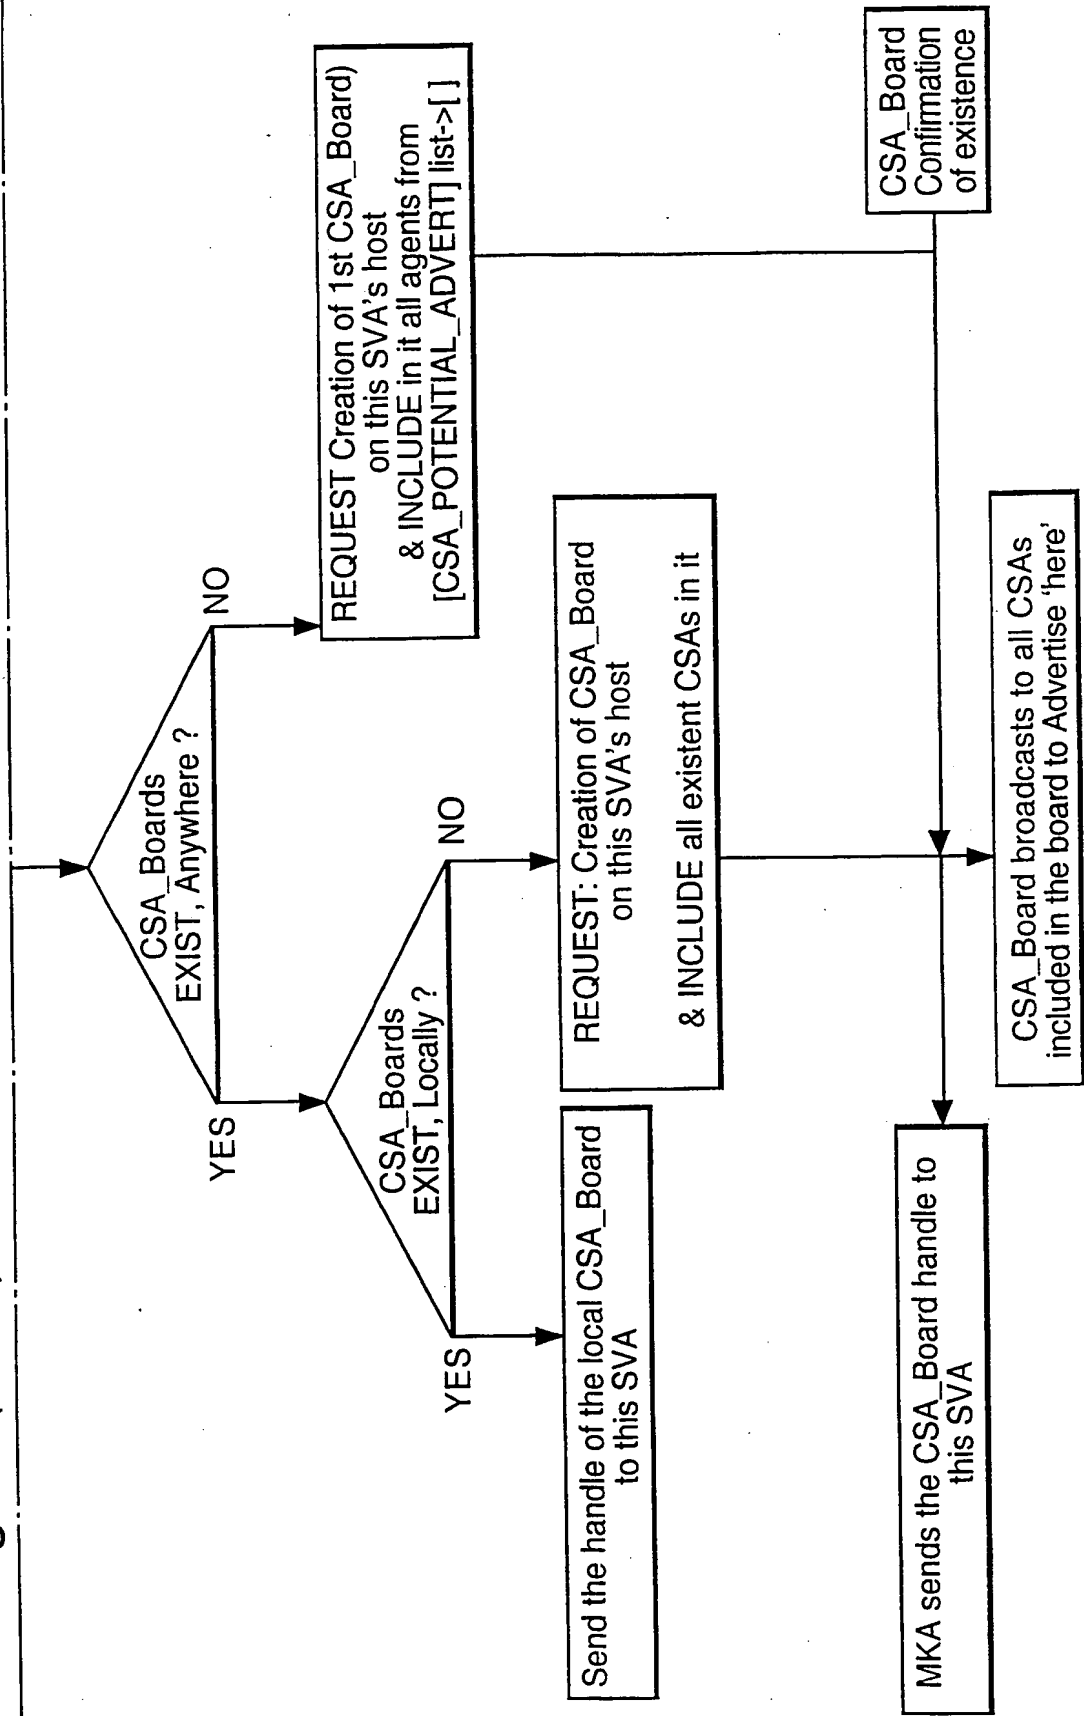 CSA_Boards
EXIST, Anywhere ?
YES
NO
CSA_Boards
EXIST, Locally ?
YES
NO
REQUEST Creation of 1st CSA_Board)
on this SVA's host
& INCLUDE in it all agents from
[CSA_POTENTIAL_ADVERT] list->[ ]
Send the handle of the local CSA_Board
to this SVA
REQUEST: Creation of CSA_Board
on this SVA's host
& INCLUDE all existent CSAs in it
CSA_Board
Confirmation
of existence
MKA sends the CSA_Board handle to
this SVA
CSA_Board broadcasts to all CSAs
included in the board to Advertise 'here'